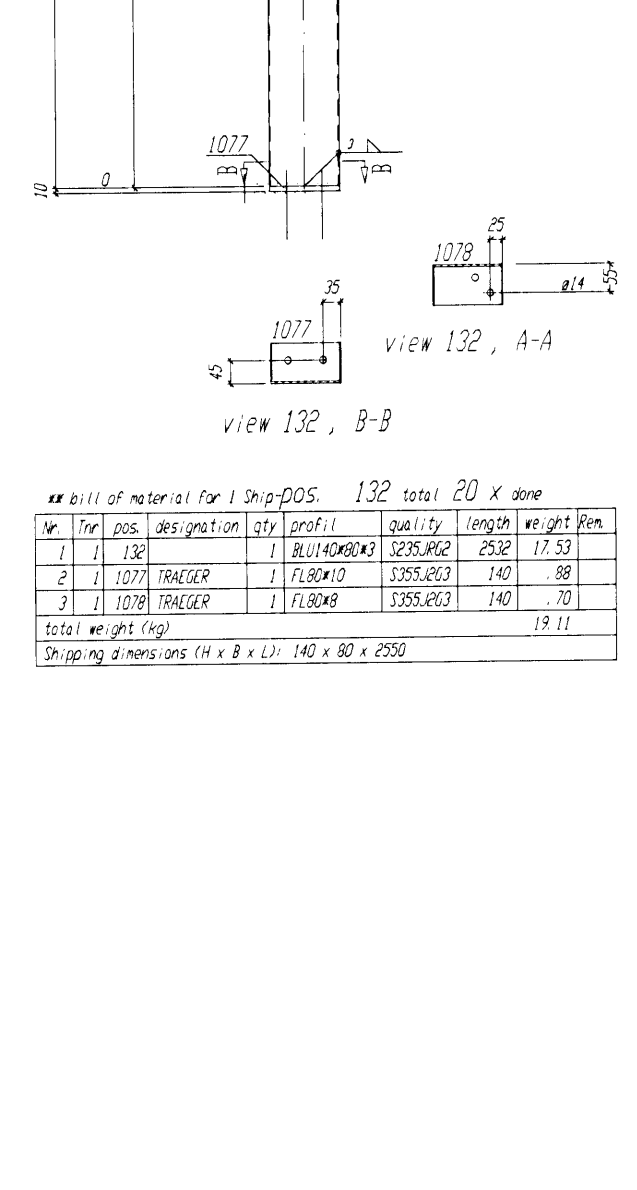 1077
3
B
B
10
0
25
1078
ø14
55
35
1077
45
view 132 , A-A
view 132 , B-B
** bill of material for 1 Ship-pos. 132 total 20 X done
Nr. Tnr pos. designation qty profil quality length weight Rem.
1 1 132 1 BLU140*80*3 S235JRG2 2532 17.53
2 1 1077 TRAEGER 1 FL80*10 S355J2G3 140 .88
3 1 1078 TRAEGER 1 FL80*8 S355J2G3 140 .70
total weight (kg) 19.11
Shipping dimensions (H x B x L): 140 x 80 x 2550